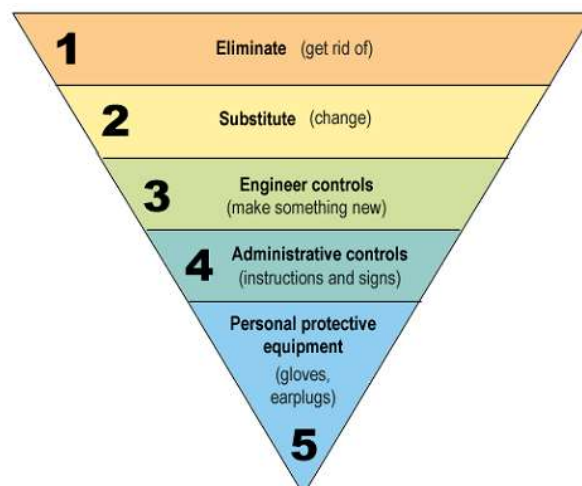 1 Eliminate (get rid of)
2 Substitute (change)
3 Engineer controls
(make something new)
4 Administrative controls
(instructions and signs)
Personal protective
equipment
(gloves,
earplugs)
5